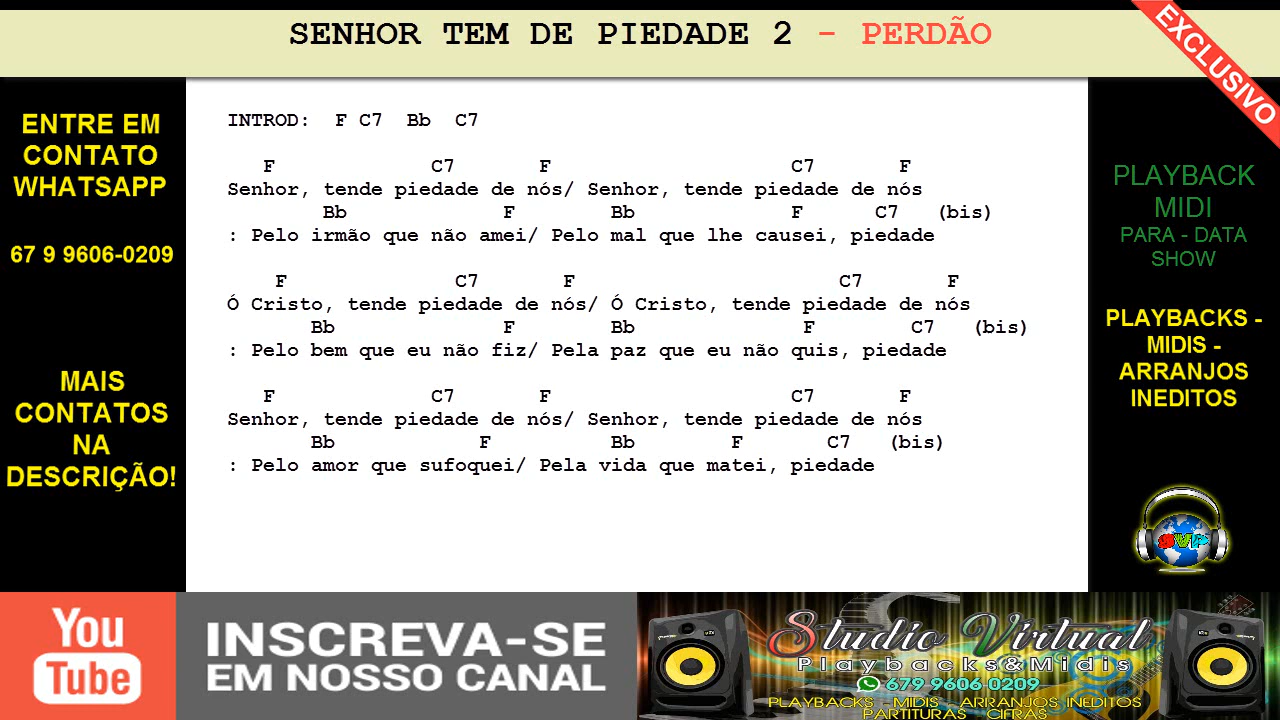 SENHOR TEM DE PIEDADE 2 - PERDÃO
EXCLUSIVO
ENTRE EM
CONTATO
WHATSAPP
67 9 9606-0209
MAIS
CONTATOS
NA
DESCRIÇÃO!
INTROD:  F C7  Bb  C7
   F             C7       F                    C7       F
Senhor, tende piedade de nós/ Senhor, tende piedade de nós
        Bb             F        Bb             F      C7   (bis)
: Pelo irmão que não amei/ Pelo mal que lhe causei, piedade
    F              C7       F                      C7       F
Ó Cristo, tende piedade de nós/ Ó Cristo, tende piedade de nós
       Bb              F        Bb              F        C7   (bis)
: Pelo bem que eu não fiz/ Pela paz que eu não quis, piedade
   F             C7       F                    C7       F
Senhor, tende piedade de nós/ Senhor, tende piedade de nós
       Bb            F          Bb        F       C7   (bis)
: Pelo amor que sufoquei/ Pela vida que matei, piedade
PLAYBACK
MIDI
PARA - DATA
SHOW
PLAYBACKS -
MIDIS -
ARRANJOS
INEDITOS
SVP
You
Tube
INSCREVA-SE
EM NOSSO CANAL
Studio Virtual
Playbacks&Midis
679 9606 0209
PLAYBACKS - MIDIS - ARRANJOS INEDITOS
PARTITURAS - CIFRAS